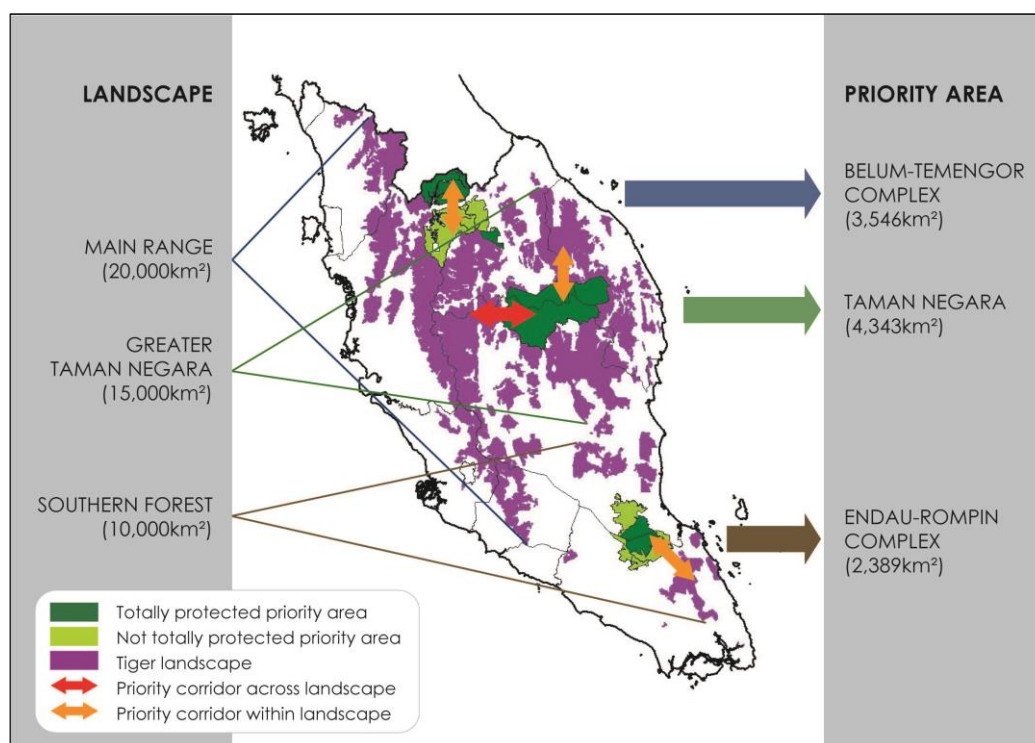 LANDSCAPE
MAIN RANGE
(20,000km²)
GREATER
TAMAN NEGARA
(15,000km²)
SOUTHERN FOREST
(10,000km²)
PRIORITY AREA
BELUM-TEMENGOR
COMPLEX
(3,546km²)
TAMAN NEGARA
(4,343km²)
ENDAU-ROMPIN
COMPLEX
(2,389km²)
Totally protected priority area
Not totally protected priority area
Tiger landscape
Priority corridor across landscape
Priority corridor within landscape